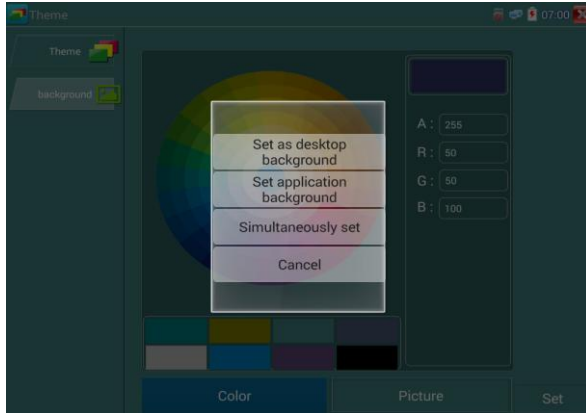 Theme
07:00
Theme
background
A : 255
R : 50
G : 50
B : 100
Set as desktop
background
Set application
background
Simultaneously set
Cancel
Color
Picture
Set